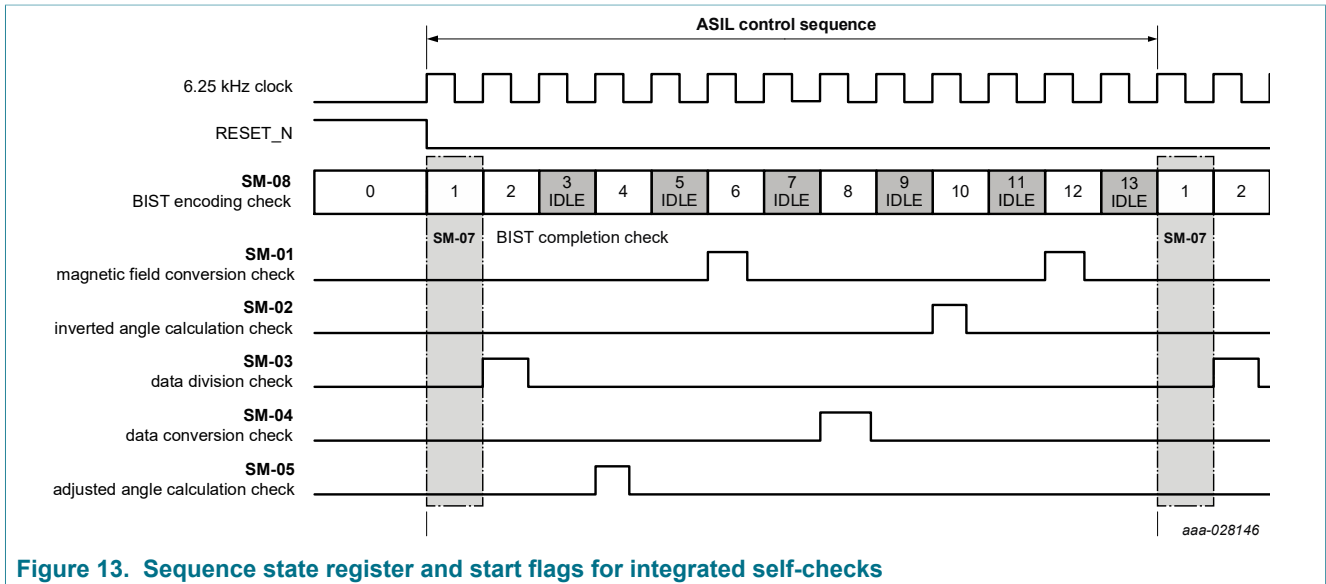 ASIL control sequence
6.25 kHz clock
RESET_N
SM-08
BIST encoding check
0 1 2 3 IDLE 4 5 IDLE 6 7 IDLE 8 9 IDLE 10 11 IDLE 12 13 IDLE 1 2
SM-07 BIST completion check SM-07
SM-01
magnetic field conversion check
SM-02
inverted angle calculation check
SM-03
data division check
SM-04
data conversion check
SM-05
adjusted angle calculation check
aaa-028146
Figure 13. Sequence state register and start flags for integrated self-checks